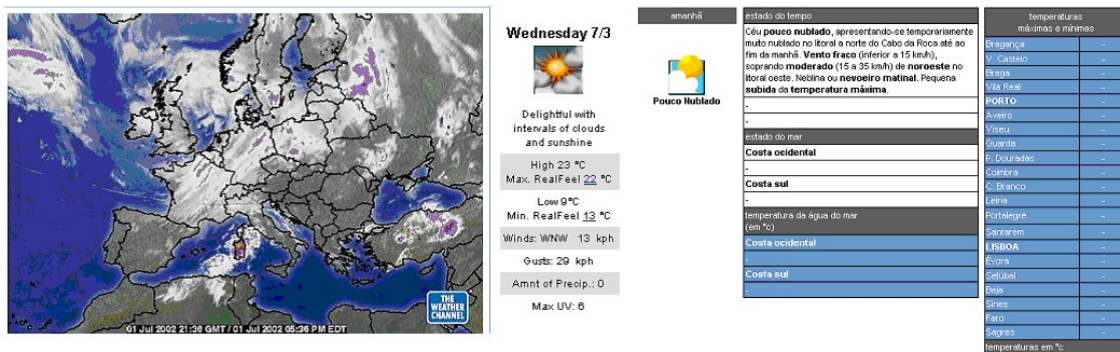 THE
WEATHER
CHANNEL
01 Jul 2002 21:36 GMT / 01 Jul 2002 05:36 PM EDT
Wednesday 7/3
Delightful with
intervals of clouds
and sunshine
High 23 °C
Max. RealFeel 22 °C
Low 9°C
Min. RealFeel 13 °C
Winds: WNW 13 kph
Gusts: 29 kph
Amnt of Precip.: 0
Max UV: 6
amanhã
Pouco Nublado
estado do tempo
Céu pouco nublado, apresentando-se temporariamente
muito nublado no litoral a norte do Cabo da Roca até ao
fim da manhã. Vento fraco (inferior a 15 km/h),
soprando moderado (15 a 35 km/h) de noroeste no
litoral oeste. Neblina ou nevoeiro matinal. Pequena
subida da temperatura máxima.
-
-
estado do mar
Costa ocidental
-
Costa sul
-
temperatura da água do mar
(em °c)
Costa ocidental
-
Costa sul
-
temperaturas
máximas e mínimas
Bragança -
V. Castelo -
Braga -
Vila Real -
PORTO -
Aveiro -
Viseu -
Guarda -
P. Douradas -
Coimbra -
C. Branco -
Leiria -
Portalegre -
Santarém -
LISBOA -
Évora -
Setúbal -
Beja -
Sines -
Faro -
Sagres -
temperaturas em °c